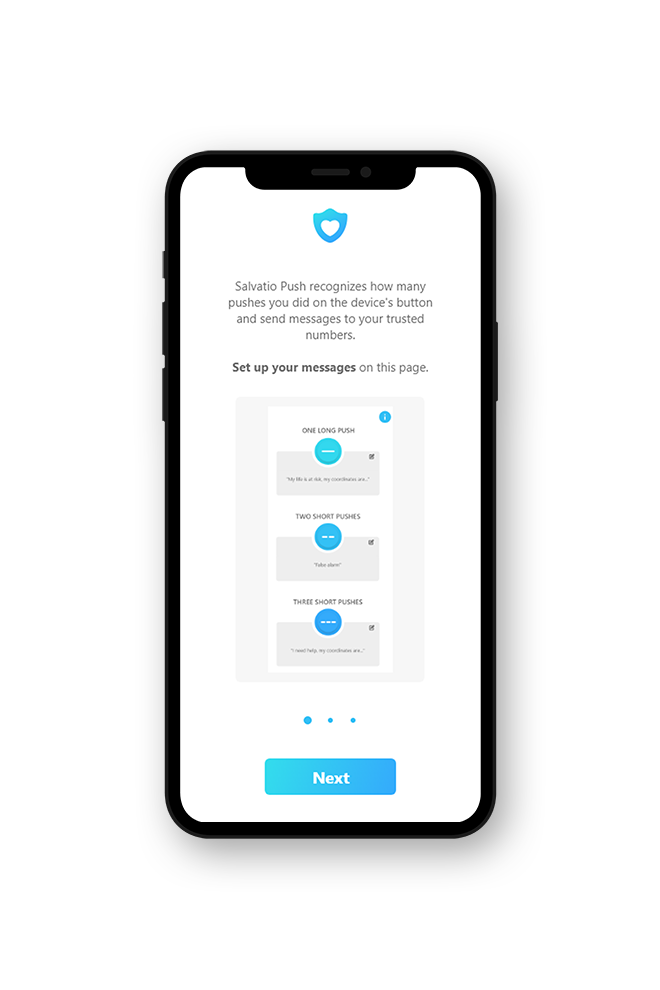 Salvatio Push recognizes how many
pushes you did on the device's button
and send messages to your trusted
numbers.
Set up your messages on this page.
ONE LONG PUSH
"My life is at risk, my coordinates are..."
TWO SHORT PUSHES
"False alarm"
THREE SHORT PUSHES
"I need help, my coordinates are..."
Next